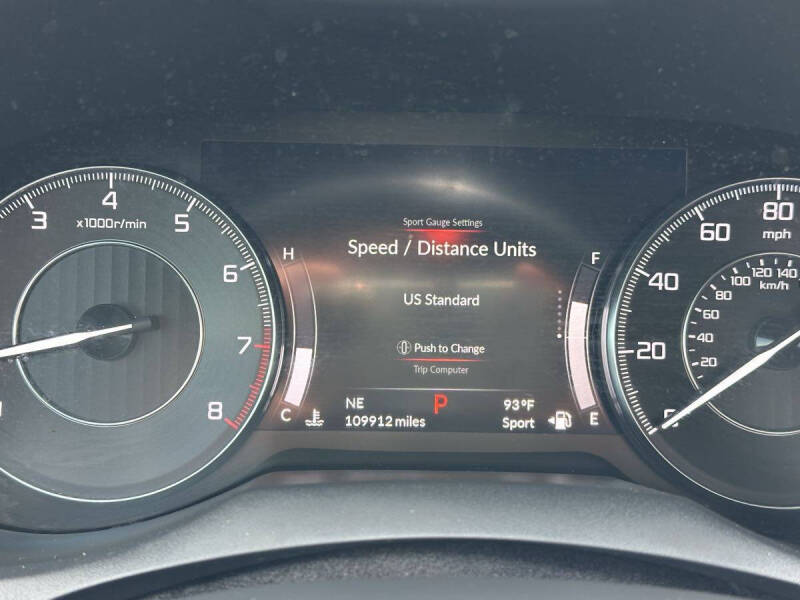 3 4 5 6 7 8
x1000r/min
H
C
Sport Gauge Settings
Speed / Distance Units
US Standard
Push to Change
Trip Computer
NE P 93°F
109912 miles Sport
F
E
0 20 40 60 80
mph
20 40 60 80 100 120 140
km/h